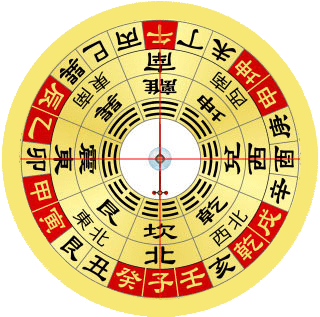 午
丁
未
坤
申
庚
酉
辛
戌
乾
亥
壬
子
癸
丑
艮
寅
甲
卯
乙
辰
巽
巳
丙
南
西南
西
西北
北
東北
東
東南
離
坤
兌
乾
坎
艮
震
巽